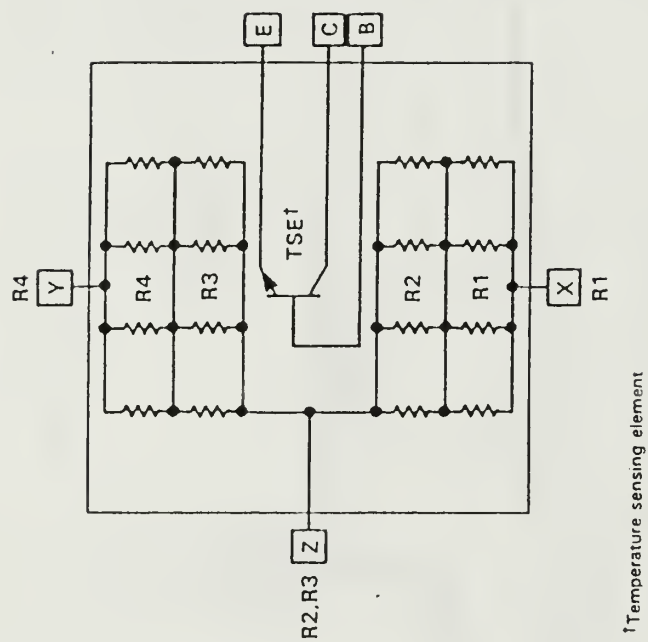 R4
Y
E
C
B
R4
R3
TSE†
R2
R1
Z
R2,R3
X
R1
†Temperature sensing element